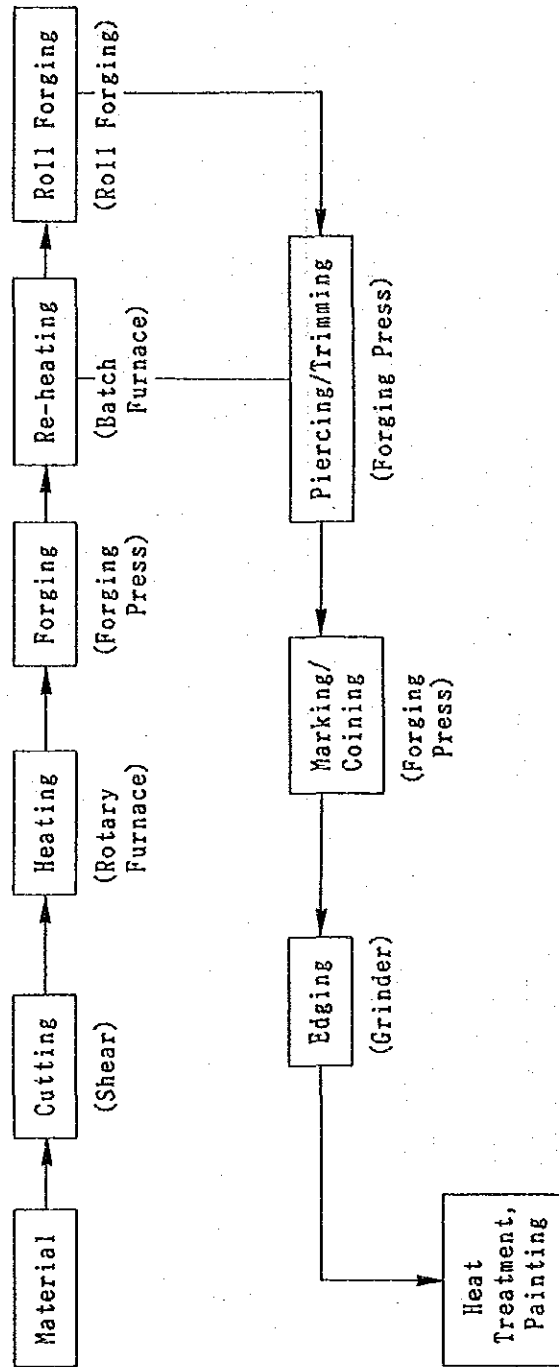 Material
Cutting
(Shear)
Heating
(Rotary
Furnace)
Forging
(Forging
Press)
Re-heating
(Batch
Furnace)
Roll Forging
(Roll Forging)
Piercing/Trimming
(Forging Press)
Marking/
Coining
(Forging
Press)
Edging
(Grinder)
Heat
Treatment,
Painting